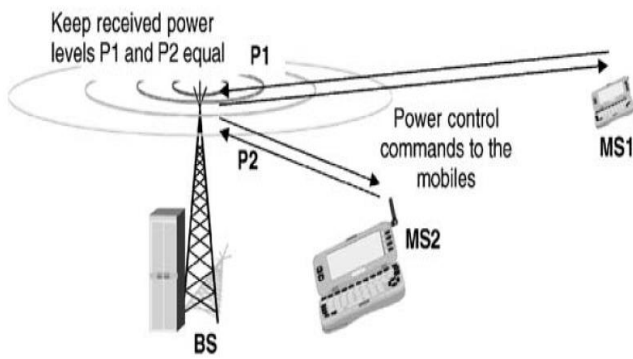 Keep received power
levels P1 and P2 equal
P1
MS1
Power control
commands to the
mobiles
P2
MS2
BS